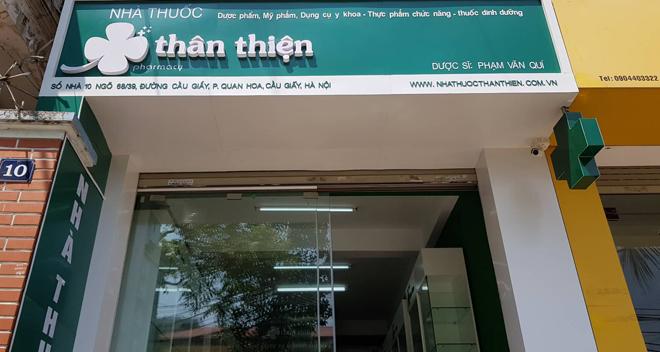 NHÀ THUỐC
Dược phẩm, Mỹ phẩm, Dụng cụ y khoa - Thực phẩm chức năng - thuốc dinh dưỡng
thân thiện
pharmacy
DƯỢC SĨ: PHẠM VĂN QUÍ
SỐ NHÀ 10 NGÕ 68/39, ĐƯỜNG CẦU GIẤY, P. QUAN HOA, CẦU GIẤY, HÀ NỘI
WWW.NHATHUOCTHANTHIEN.COM.VN
Tel: 0904403322
10
NHÀ THU